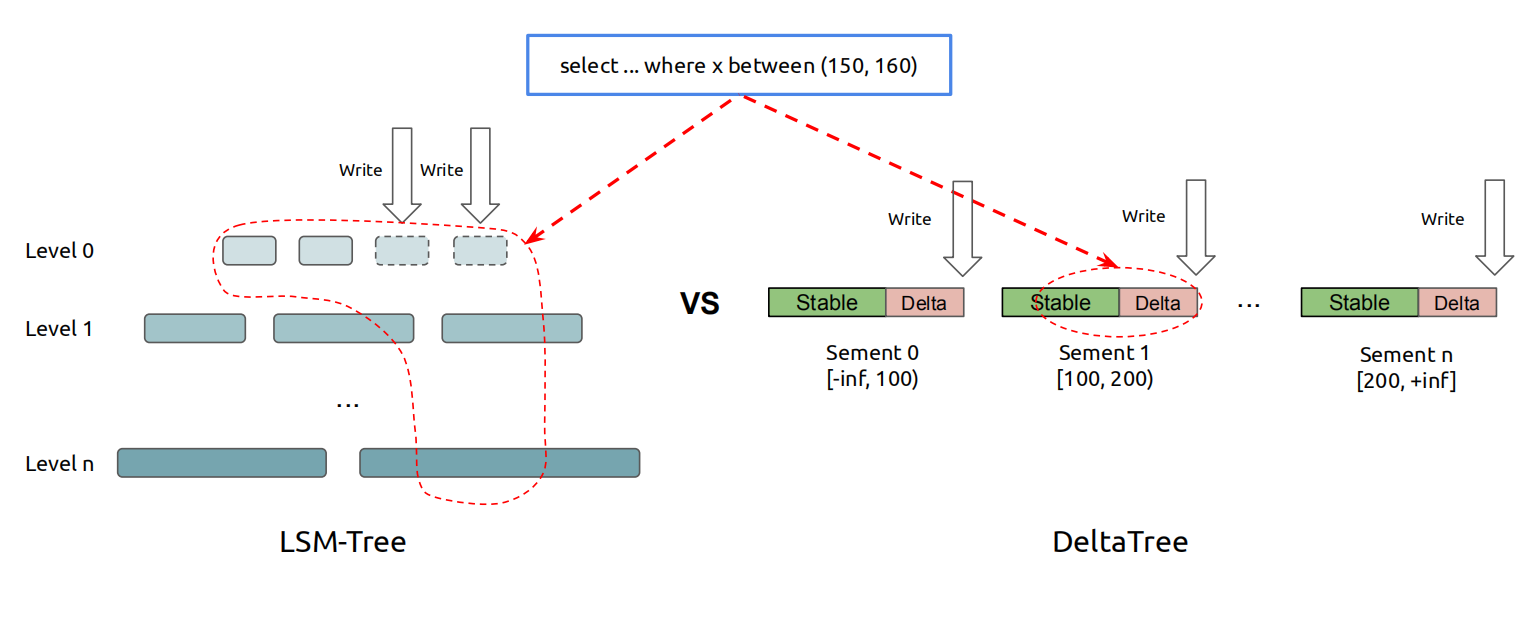 select ... where x between (150, 160)
Write
Write
Level 0
Level 1
...
Level n
LSM-Tree
VS
Write
Write
Write
Stable
Delta
Stable
Delta
...
Stable
Delta
Sement 0
[-inf, 100)
Sement 1
[100, 200)
Sement n
[200, +inf]
DeltaTree